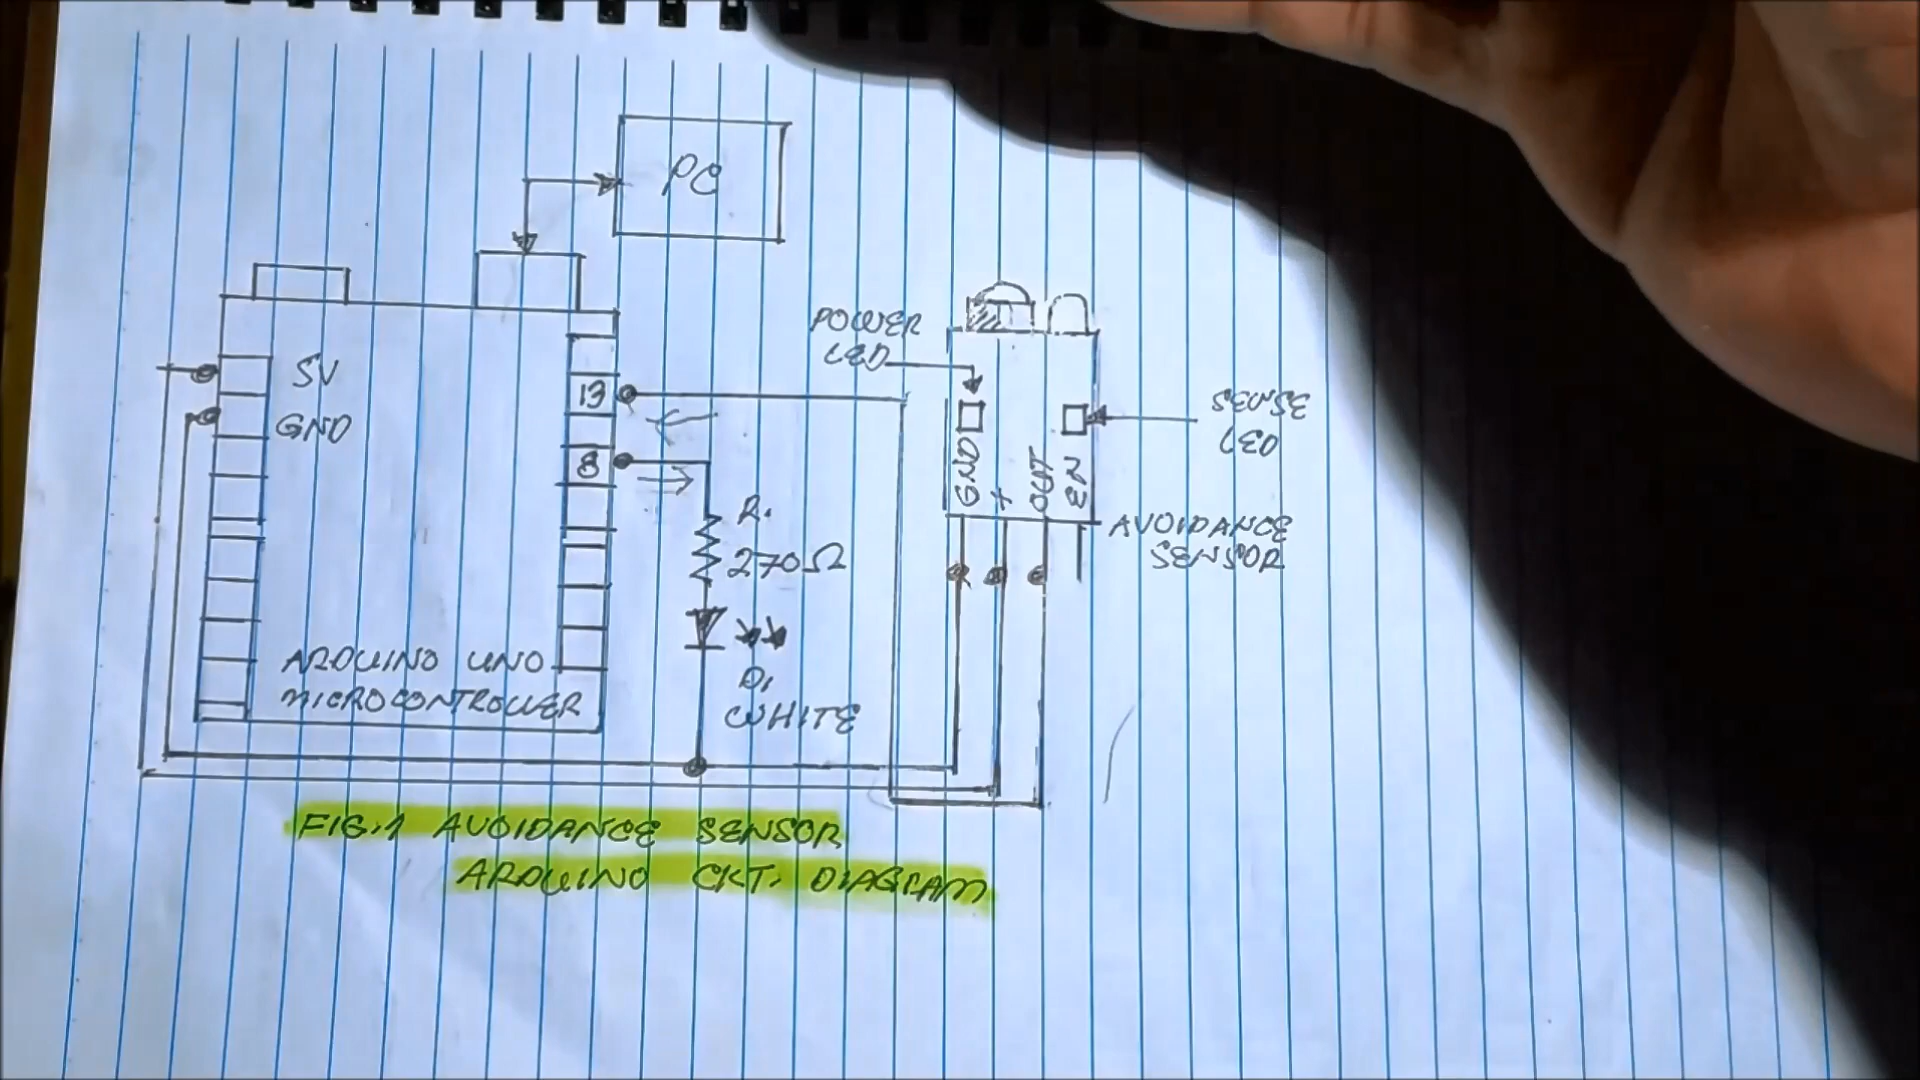 PC
5V
GND
13
8
R1
270Ω
D1
WHITE
ARDUINO UNO
MICROCONTROLLER
POWER
LED
SENSE
LED
GND
+
OUT
EN
AVOIDANCE
SENSOR
FIG.1 AVOIDANCE SENSOR
ARDUINO CKT. DIAGRAM